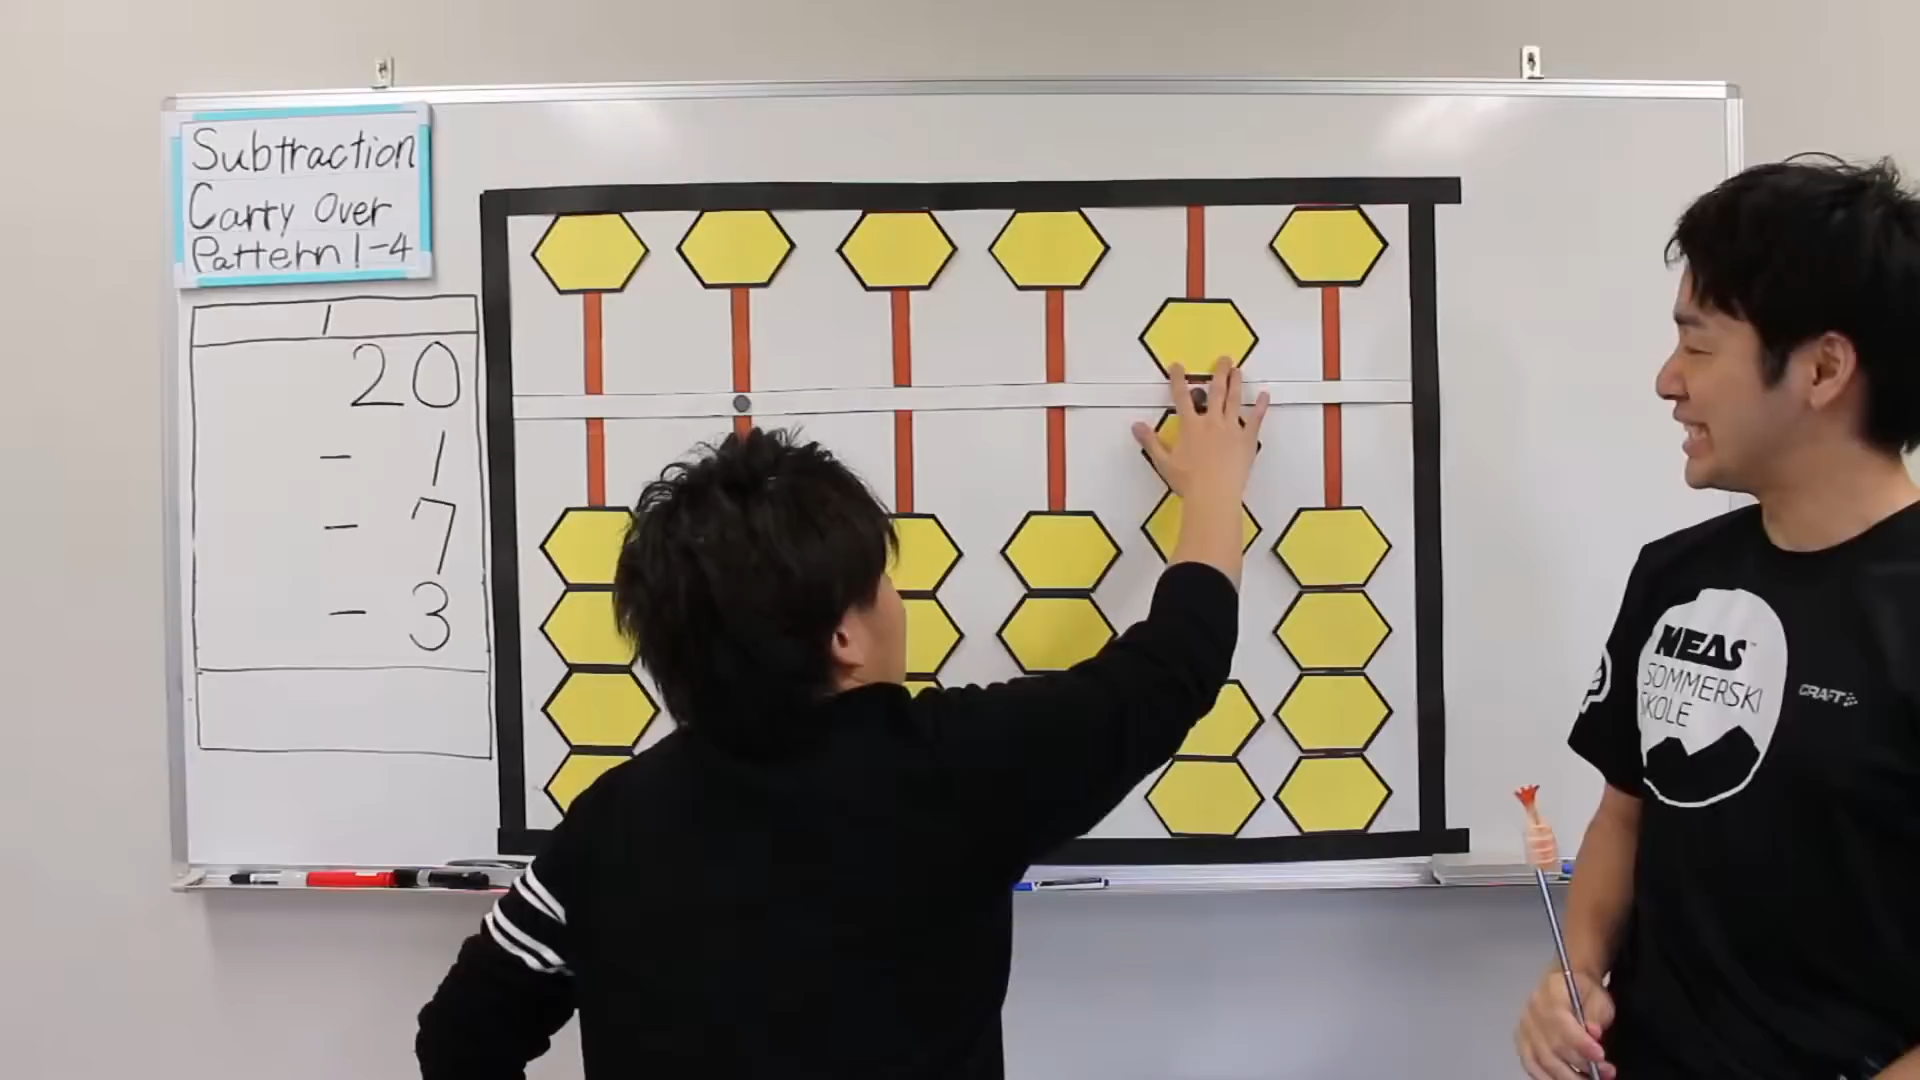 Subtraction
Carry Over
Pattern 1-4
1
20
- 1
- 7
- 3
NEAS
SOMMERSKI
SKOLE
CRAFT